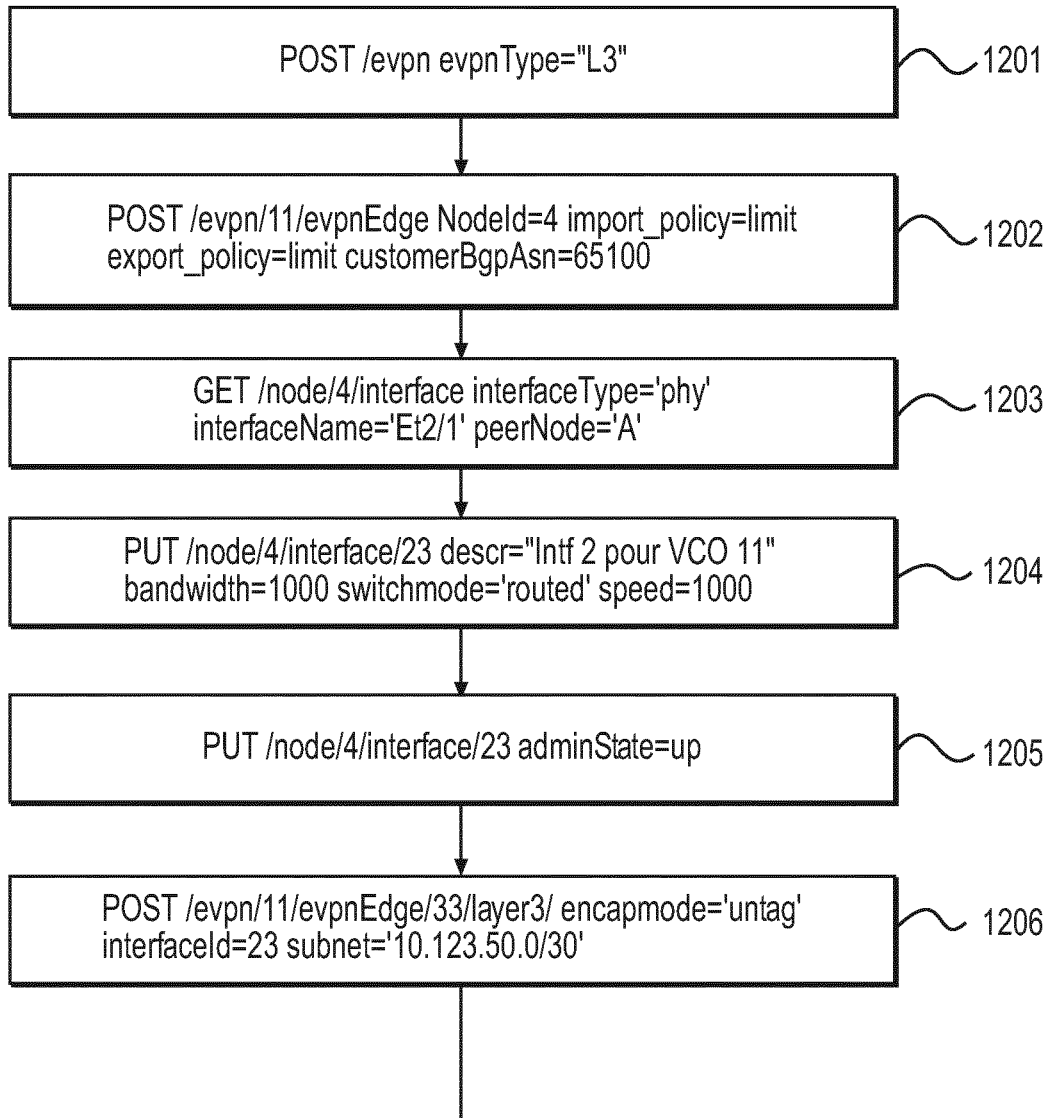 POST /evpn evpnType="L3"
1201
POST /evpn/11/evpnEdge NodeId=4 import_policy=limit
export_policy=limit customerBgpAsn=65100
1202
GET /node/4/interface interfaceType='phy'
interfaceName='Et2/1' peerNode='A'
1203
PUT /node/4/interface/23 descr="Intf 2 pour VCO 11"
bandwidth=1000 switchmode='routed' speed=1000
1204
PUT /node/4/interface/23 adminState=up
1205
POST /evpn/11/evpnEdge/33/layer3/ encapmode='untag'
interfaceId=23 subnet='10.123.50.0/30'
1206